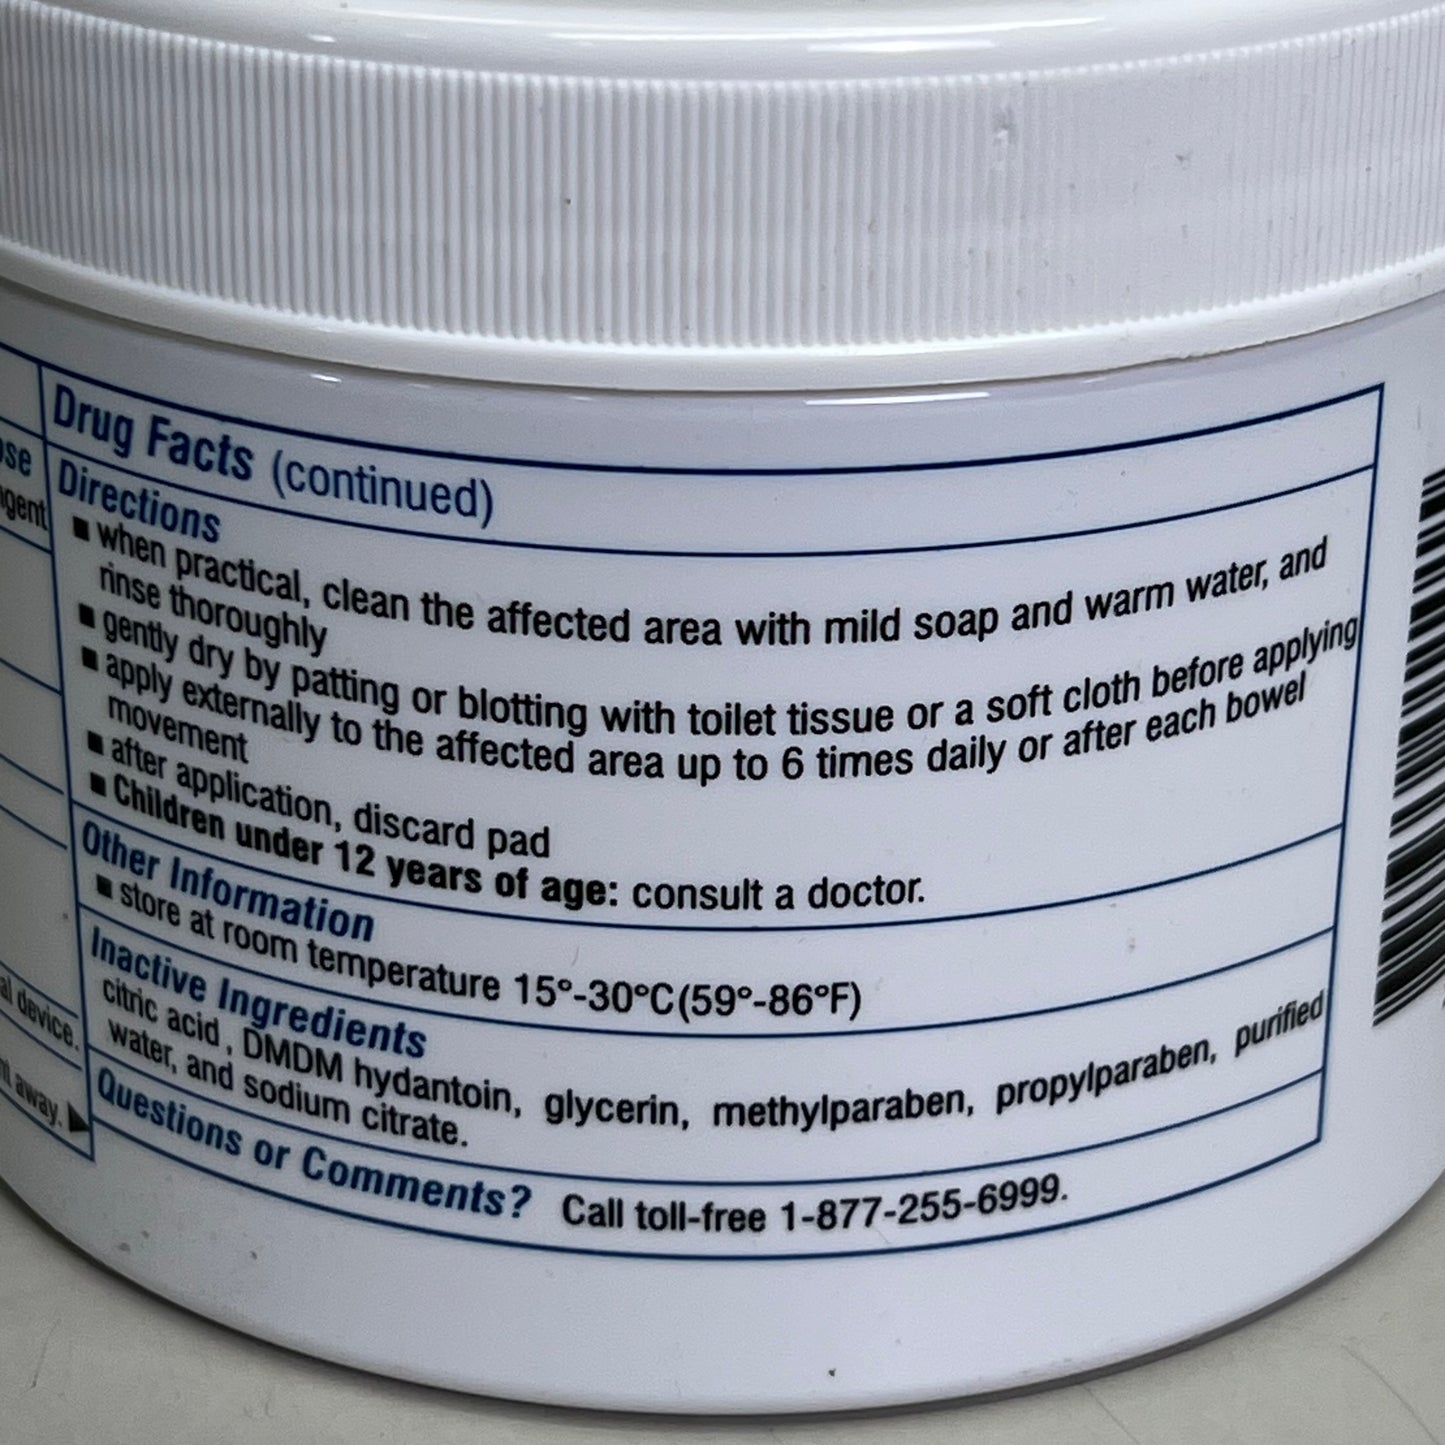 Drug Facts (continued)
Directions
■ when practical, clean the affected area with mild soap and warm water, and
rinse thoroughly
■ gently dry by patting or blotting with toilet tissue or a soft cloth before applying
■ apply externally to the affected area up to 6 times daily or after each bowel
movement
■ after application, discard pad
■ Children under 12 years of age: consult a doctor.
Other Information
■ store at room temperature 15°-30°C(59°-86°F)
Inactive Ingredients
citric acid , DMDM hydantoin, glycerin, methylparaben, propylparaben, purified
water, and sodium citrate.
Questions or Comments? Call toll-free 1-877-255-6999.
device.
away. ▶